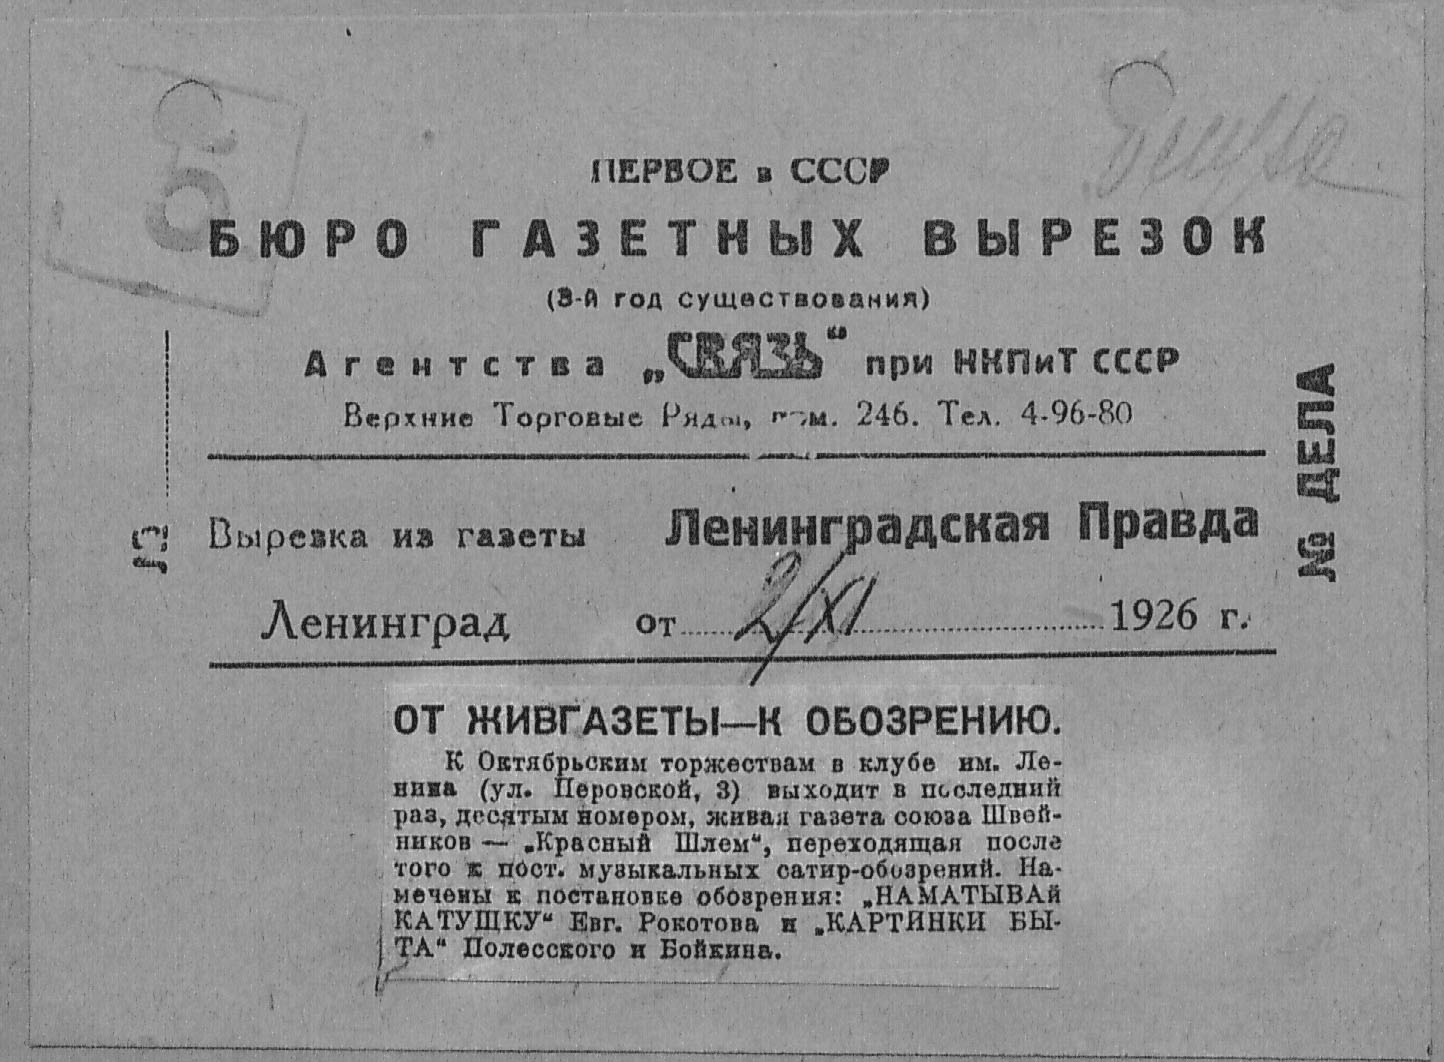 ПЕРВОЕ в СССР
БЮРО ГАЗЕТНЫХ ВЫРЕЗОК
(3-й год существования)
Агентства „СВЯЗЬ“ при НКПиТ СССР
Верхние Торговые Ряды, пом. 246. Тел. 4-96-80
№ ДЕЛА
Вырезка из газеты Ленинградская Правда
Ленинград от 2/XI 1926 г.
ОТ ЖИВГАЗЕТЫ—К ОБОЗРЕНИЮ.
К Октябрьским торжествам в клубе им. Ле-
нина (ул. Перовской, 3) выходит в последний
раз, десятым номером, живая газета союза Швей-
ников — „Красный Шлем“, переходящая после
того к пост. музыкальных сатир-обозрений. На-
мечены к постановке обозрения: „НАМАТЫВАй
КАТУШКУ“ Евг. Рокотова и „КАРТИНКИ БЫ-
ТА“ Полесского и Бойкина.